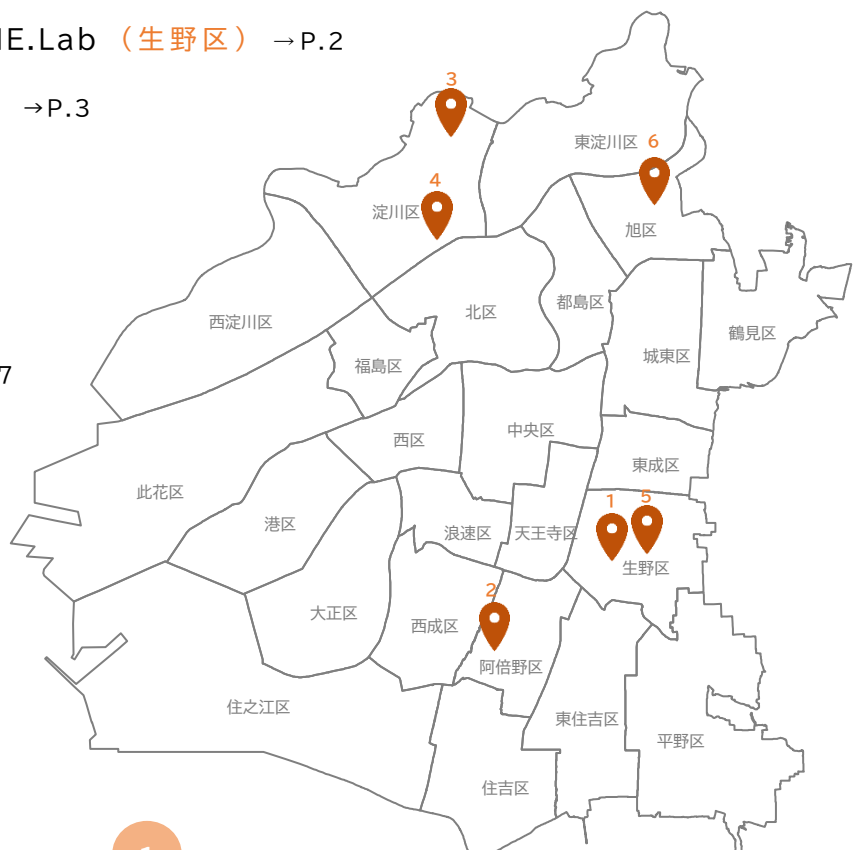 IE.Lab （生野区） →P.2
→P.3
3
6
東淀川区
4
淀川区
旭区
都島区
北区
西淀川区
鶴見区
城東区
福島区
7
中央区
西区
東成区
此花区
1
5
港区
浪速区
天王寺区
生野区
2
大正区
西成区
阿倍野区
住之江区
東住吉区
平野区
住吉区